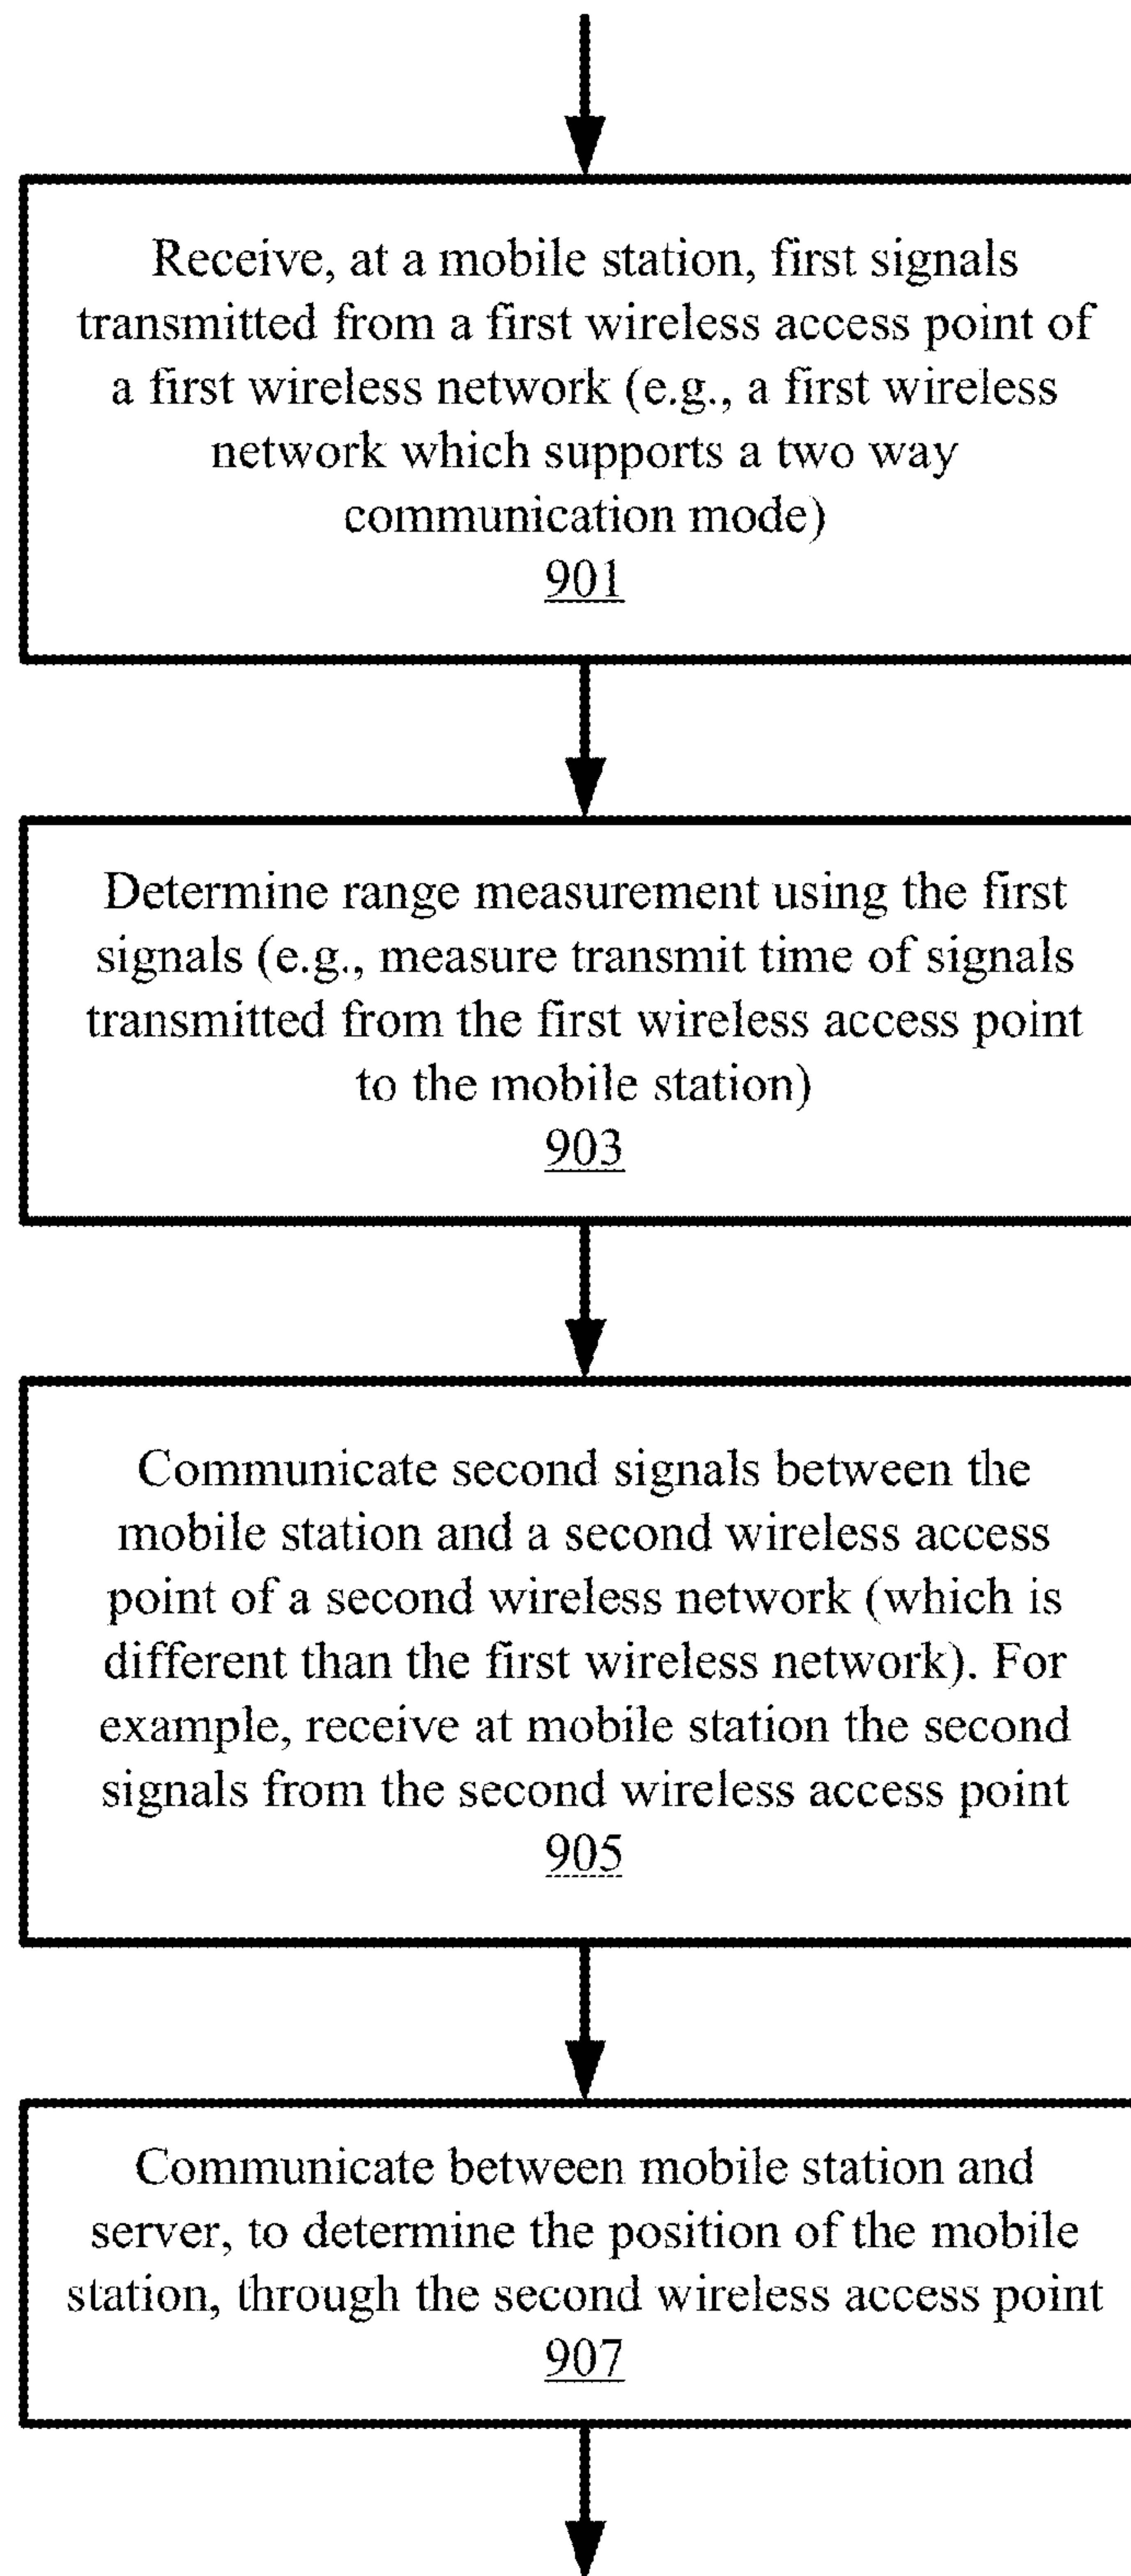 Receive, at a mobile station, first signals
transmitted from a first wireless access point of
a first wireless network (e.g., a first wireless
network which supports a two way
communication mode)
901
Determine range measurement using the first
signals (e.g., measure transmit time of signals
transmitted from the first wireless access point
to the mobile station)
903
Communicate second signals between the
mobile station and a second wireless access
point of a second wireless network (which is
different than the first wireless network). For
example, receive at mobile station the second
signals from the second wireless access point
905
Communicate between mobile station and
server, to determine the position of the mobile
station, through the second wireless access point
907